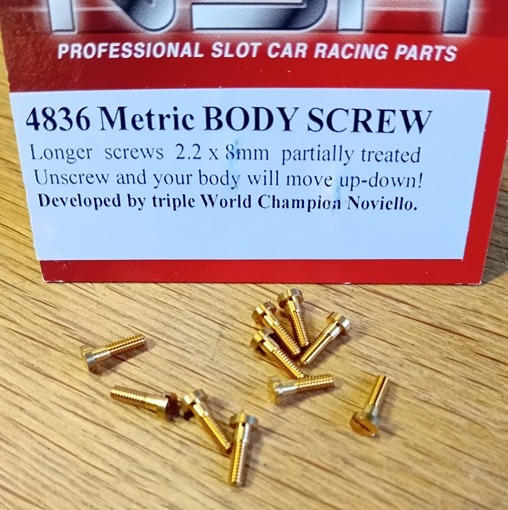 PROFESSIONAL SLOT CAR RACING PARTS
4836 Metric BODY SCREW
Longer screws 2.2 x 8mm partially treated
Unscrew and your body will move up-down!
Developed by triple World Champion Noviello.